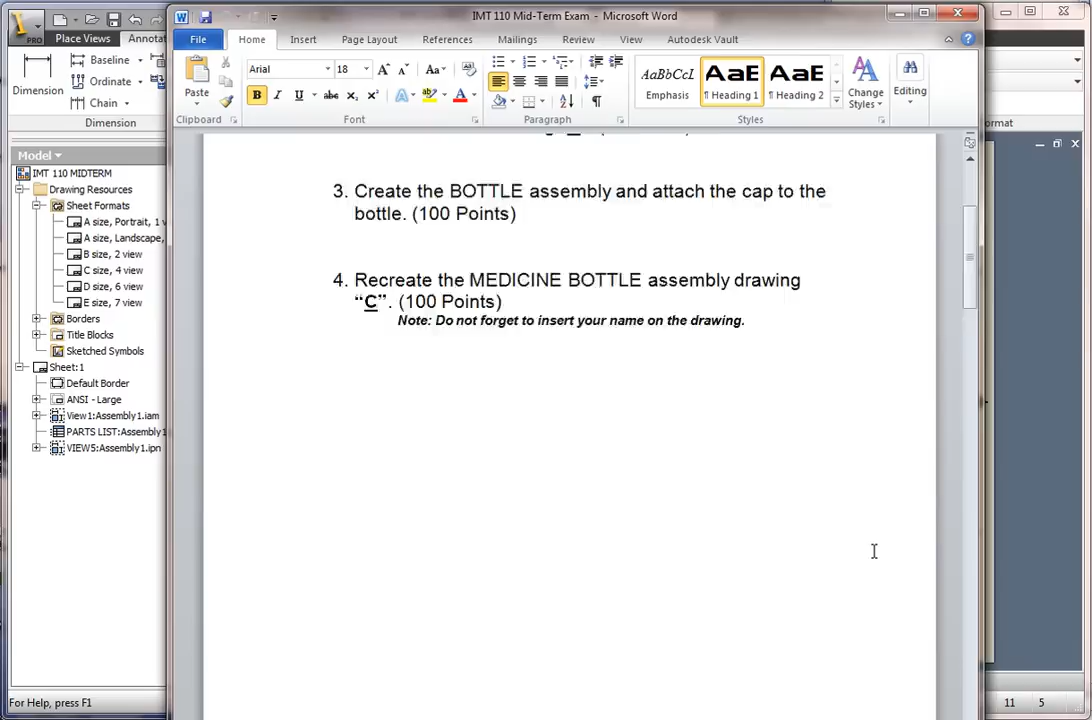 IMT 110 Mid-Term Exam - Microsoft Word
PRO
Place Views
Annotat
File
Home
Insert
Page Layout
References
Mailings
Review
View
Autodesk Vault
Dimension
Baseline
Ordinate
Chain
Dimension
Paste
Clipboard
Arial
18
Font
Paragraph
AaBbCcI
Emphasis
AaE
¶ Heading 1
AaE
¶ Heading 2
Change
Styles
Styles
Editing
ormat
Model
IMT 110 MIDTERM
Drawing Resources
Sheet Formats
A size, Portrait, 1 v
A size, Landscape,
B size, 2 view
C size, 4 view
D size, 6 view
E size, 7 view
Borders
Title Blocks
Sketched Symbols
Sheet:1
Default Border
ANSI - Large
View1:Assembly1.iam
PARTS LIST:Assembly1
VIEW5:Assembly1.ipn
3. Create the BOTTLE assembly and attach the cap to the
bottle. (100 Points)
4. Recreate the MEDICINE BOTTLE assembly drawing
“C”. (100 Points)
Note: Do not forget to insert your name on the drawing.
For Help, press F1
11
5